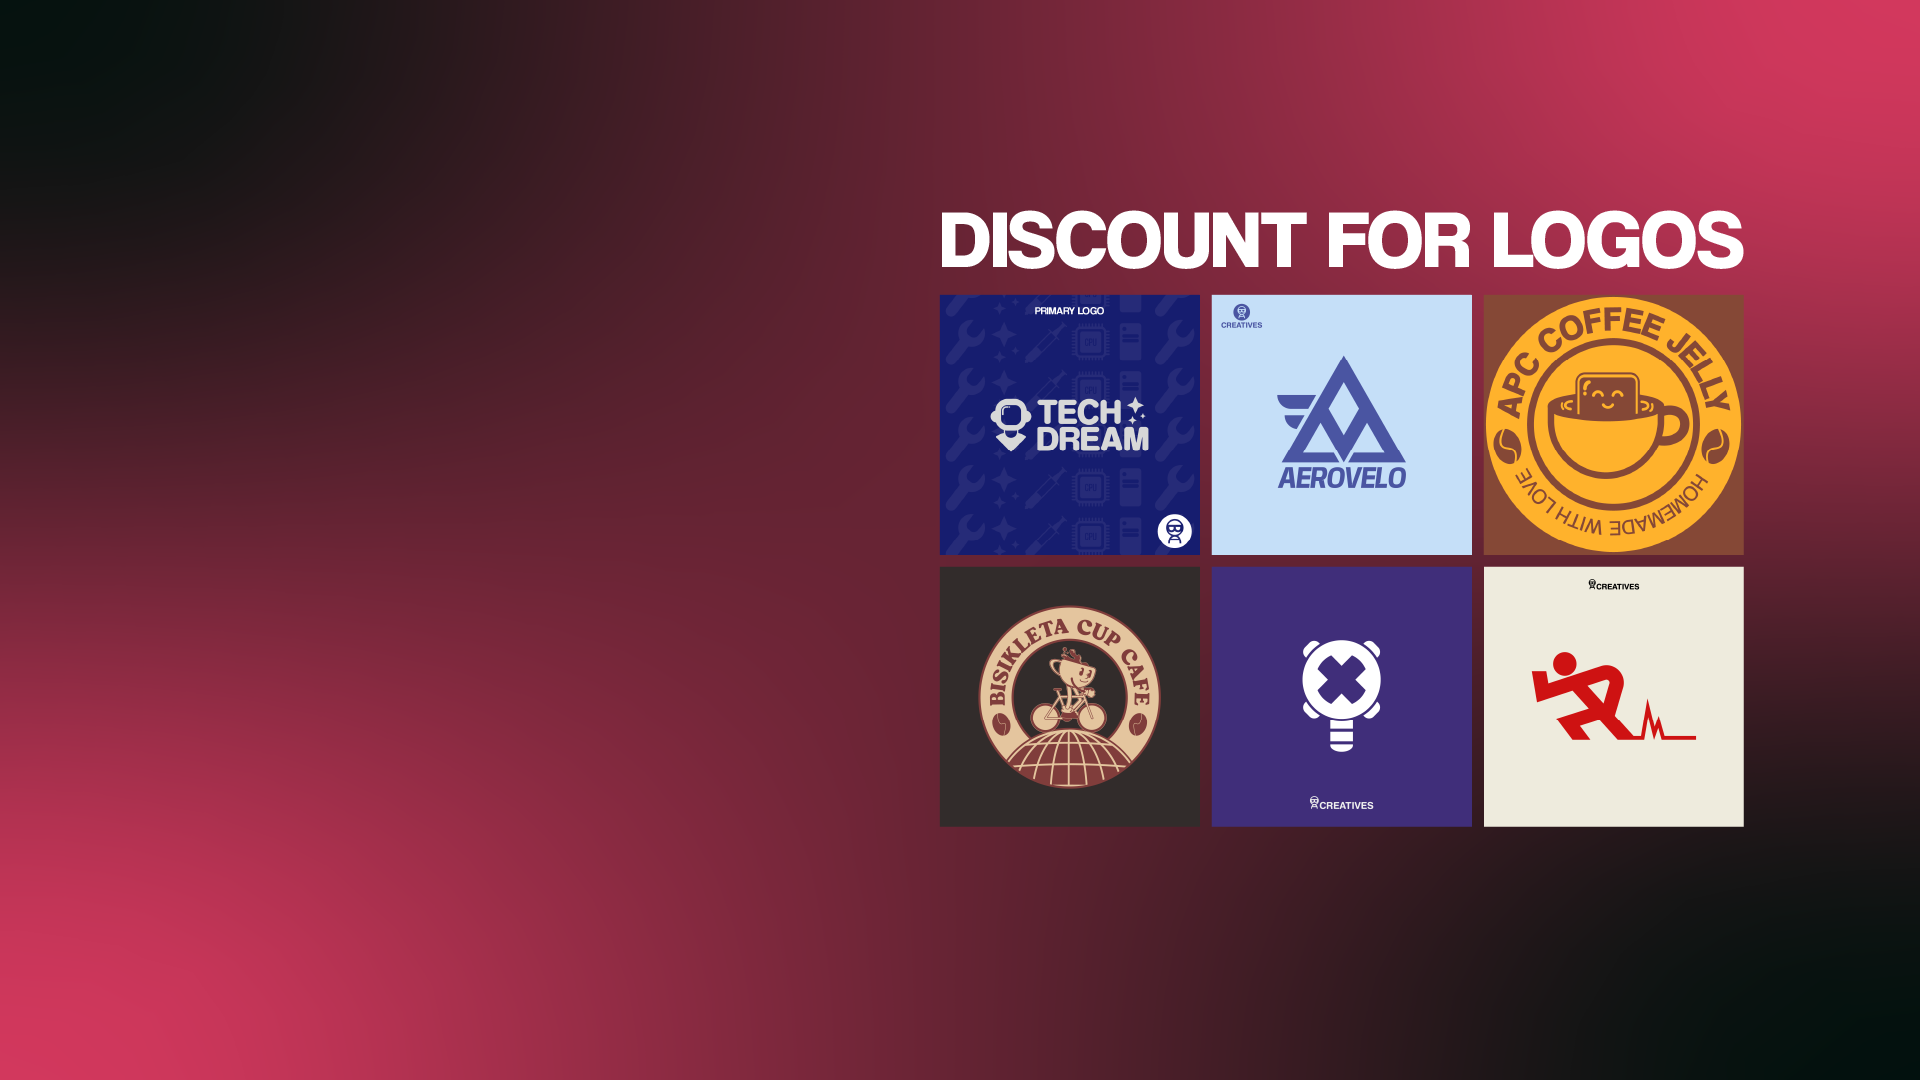 DISCOUNT FOR LOGOS
PRIMARY LOGO
TECH
DREAM
CREATIVES
AEROVELO
APC COFFEE JELLY
HOMEMADE WITH LOVE
BISIKLETA CUP CAFE
CREATIVES
CREATIVES